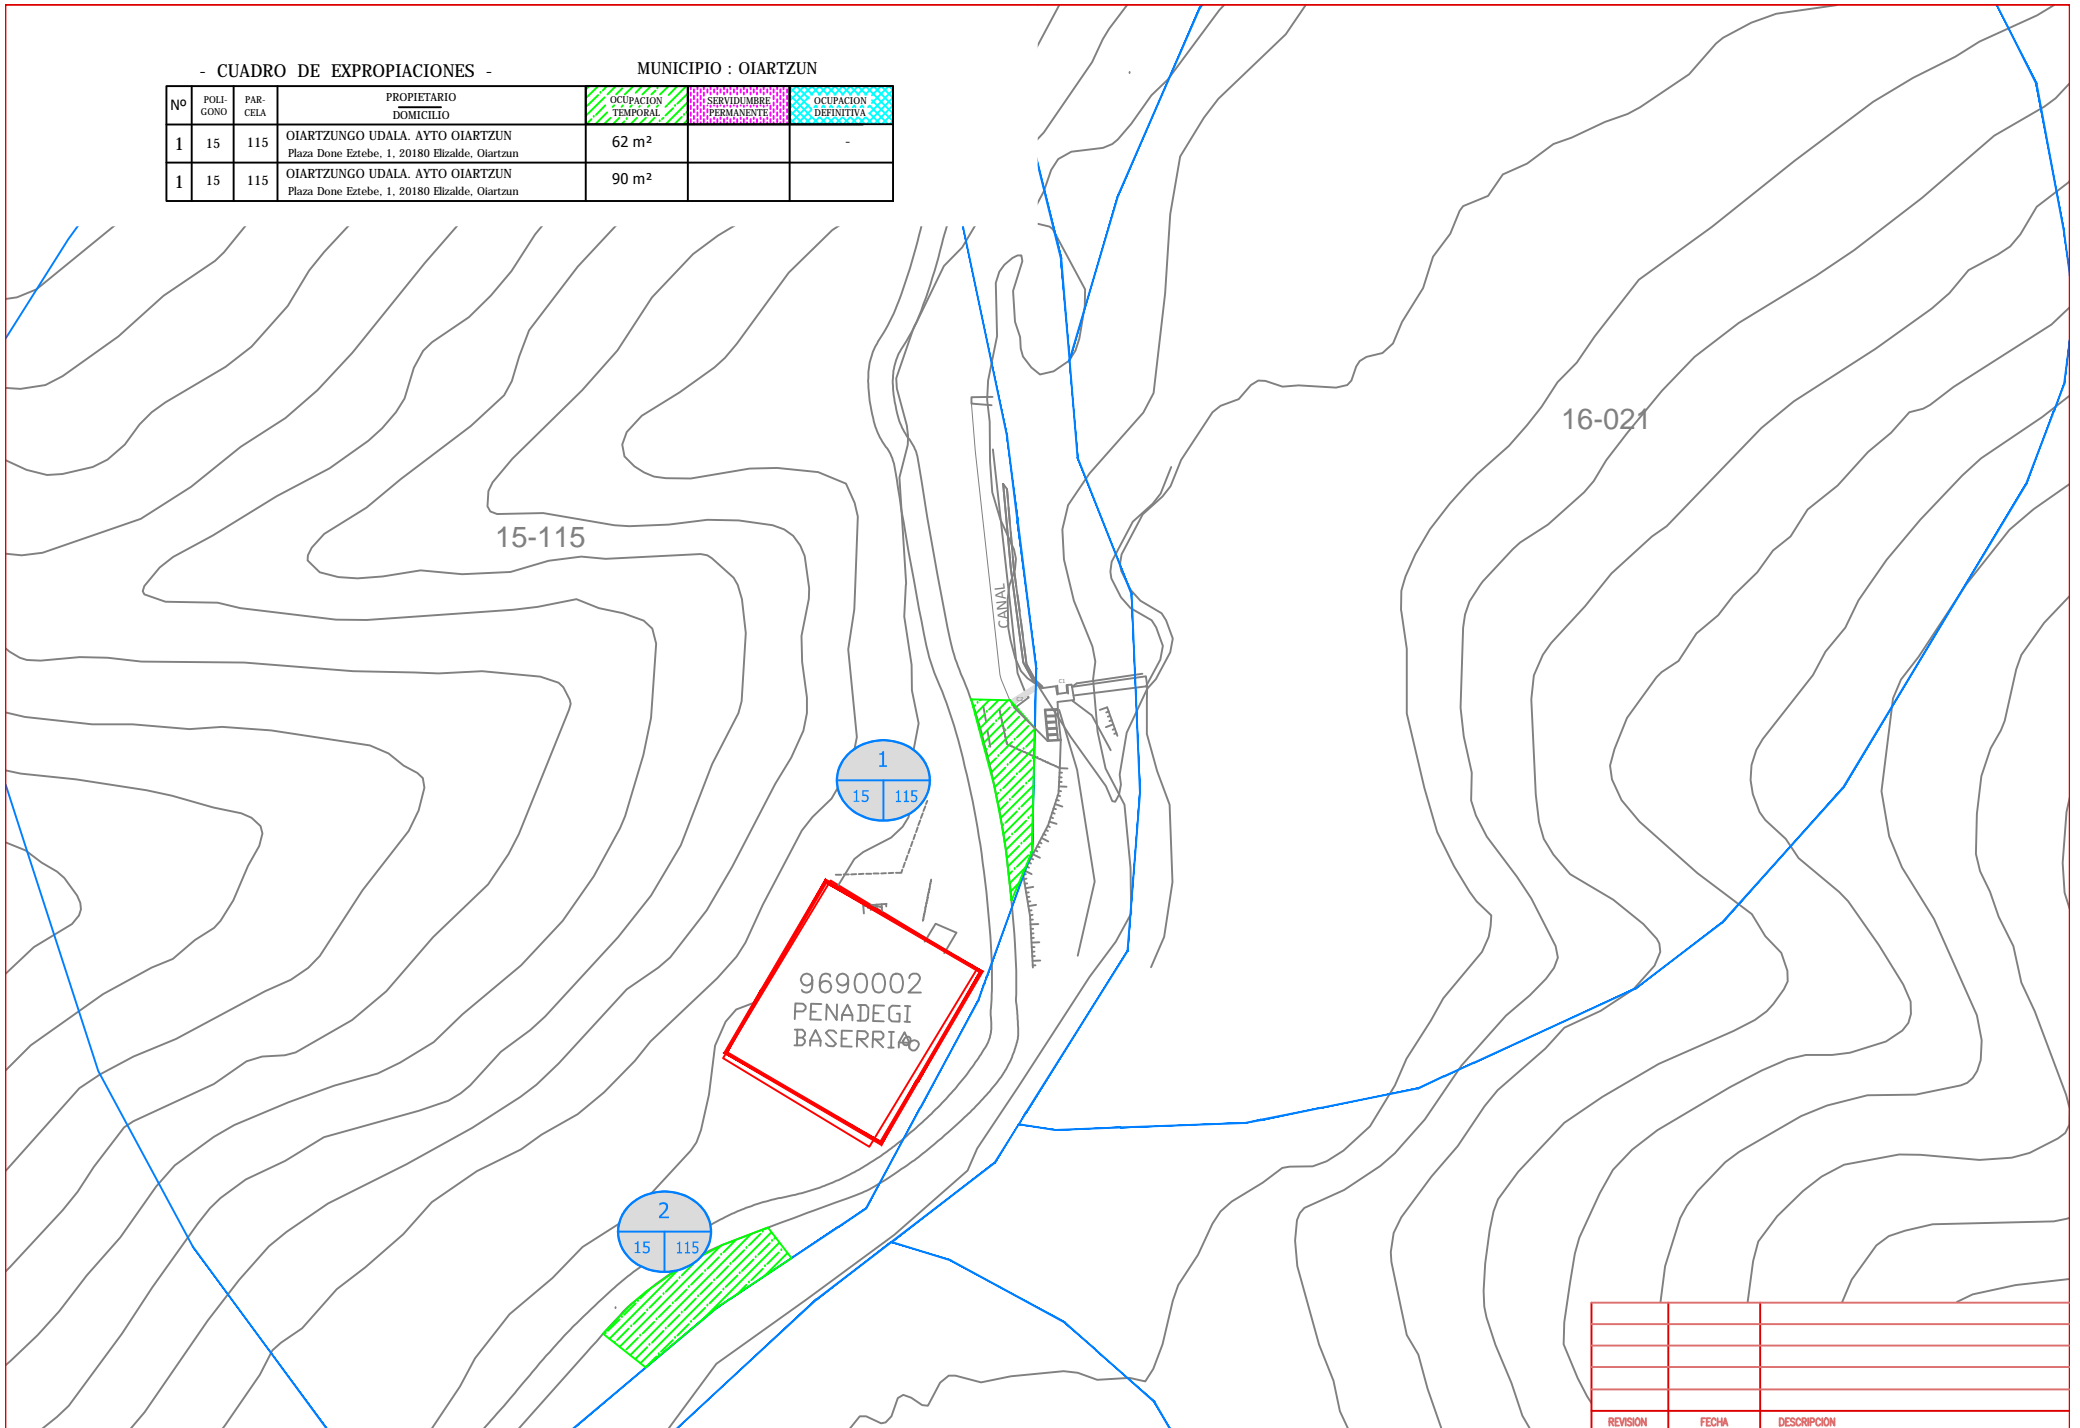 - CUADRO DE EXPROPIACIONES -
MUNICIPIO : OIARTZUN
Nº
POLI-
GONO
PAR-
CELA
PROPIETARIO
DOMICILIO
OCUPACION
TEMPORAL
SERVIDUMBRE
PERMANENTE
OCUPACION
DEFINITIVA
1 15 115 OIARTZUNGO UDALA. AYTO OIARTZUN 62 m² -
Plaza Done Eztebe, 1, 20180 Elizalde, Oiartzun
1 15 115 OIARTZUNGO UDALA. AYTO OIARTZUN 90 m²
Plaza Done Eztebe, 1, 20180 Elizalde, Oiartzun
16-021
15-115
CANAL
C1
1
15 115
9690002
PENADEGI
BASERRIA
2
15 115
REVISION FECHA DESCRIPCION